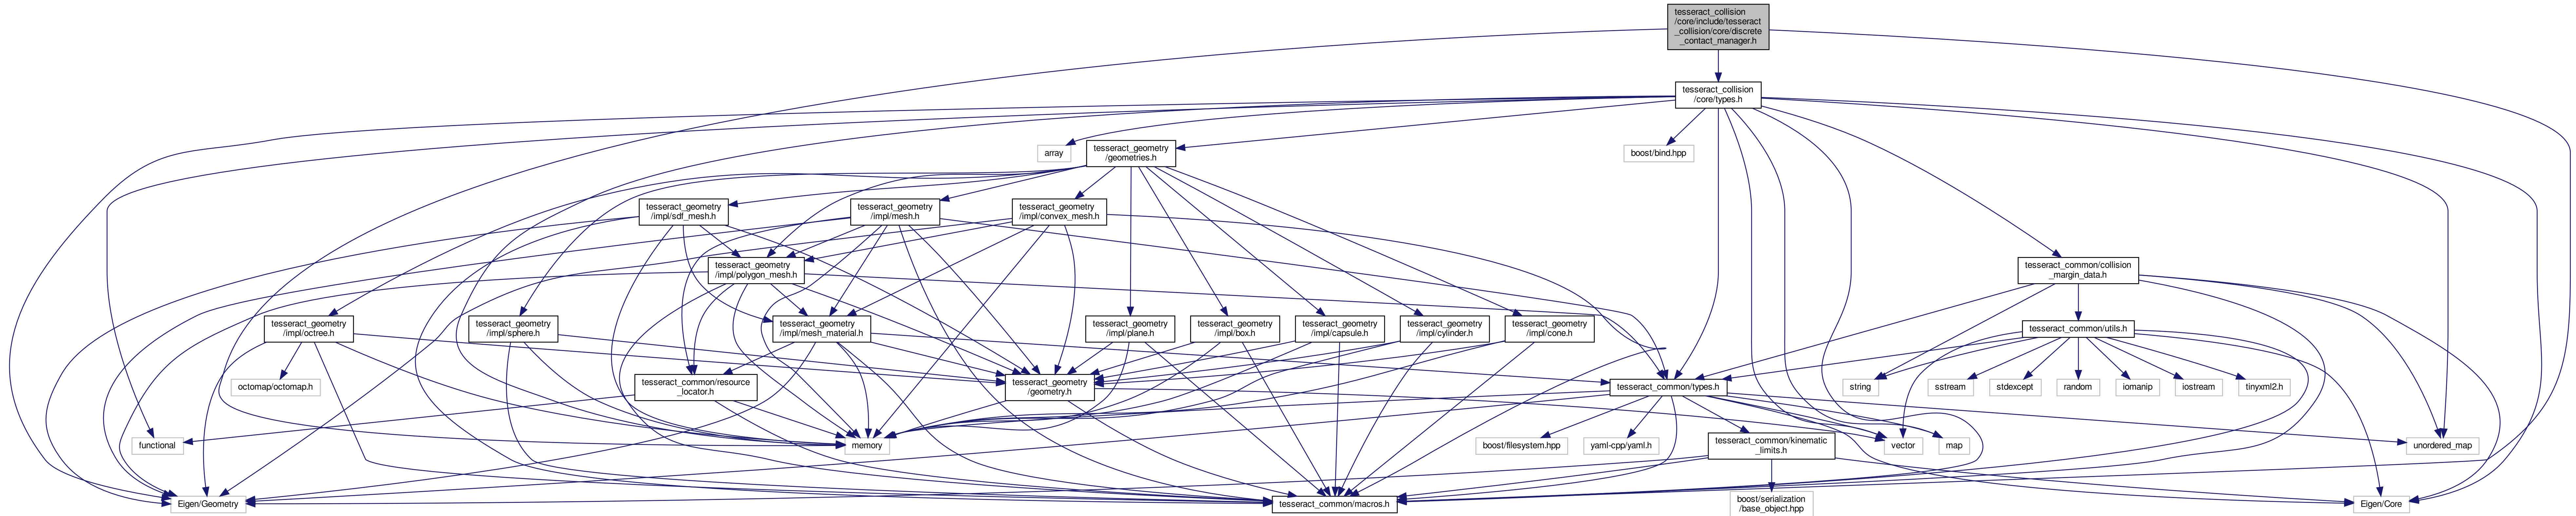 tesseract_collision
/core/include/tesseract
_collision/core/discrete
_contact_manager.h
tesseract_collision
/core/types.h
array
tesseract_geometry
/geometries.h
boost/bind.hpp
tesseract_geometry
/impl/sdf_mesh.h
tesseract_geometry
/impl/mesh.h
tesseract_geometry
/impl/convex_mesh.h
tesseract_geometry
/impl/polygon_mesh.h
tesseract_common/collision
_margin_data.h
tesseract_geometry
/impl/octree.h
tesseract_geometry
/impl/sphere.h
tesseract_geometry
/impl/mesh_material.h
tesseract_geometry
/impl/plane.h
tesseract_geometry
/impl/box.h
tesseract_geometry
/impl/capsule.h
tesseract_geometry
/impl/cylinder.h
tesseract_geometry
/impl/cone.h
tesseract_common/utils.h
octomap/octomap.h
tesseract_common/resource
_locator.h
tesseract_geometry
/geometry.h
tesseract_common/types.h
string
sstream
stdexcept
random
iomanip
iostream
tinyxml2.h
functional
memory
boost/filesystem.hpp
yaml-cpp/yaml.h
tesseract_common/kinematic
_limits.h
vector
map
unordered_map
Eigen/Geometry
tesseract_common/macros.h
boost/serialization
/base_object.hpp
Eigen/Core